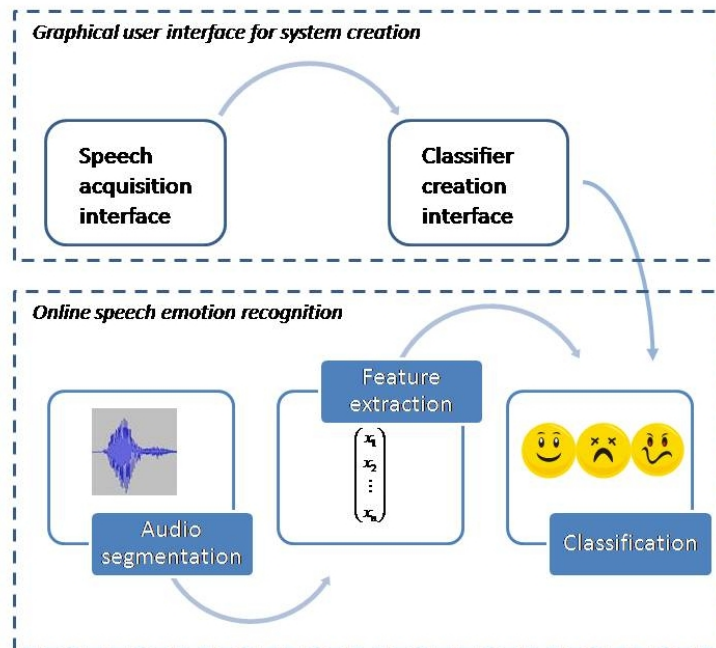 Graphical user interface for system creation
Speech
acquisition
interface
Classifier
creation
interface
Online speech emotion recognition
Feature
extraction
x₁
x₂
⋮
xₙ
Audio
segmentation
Classification